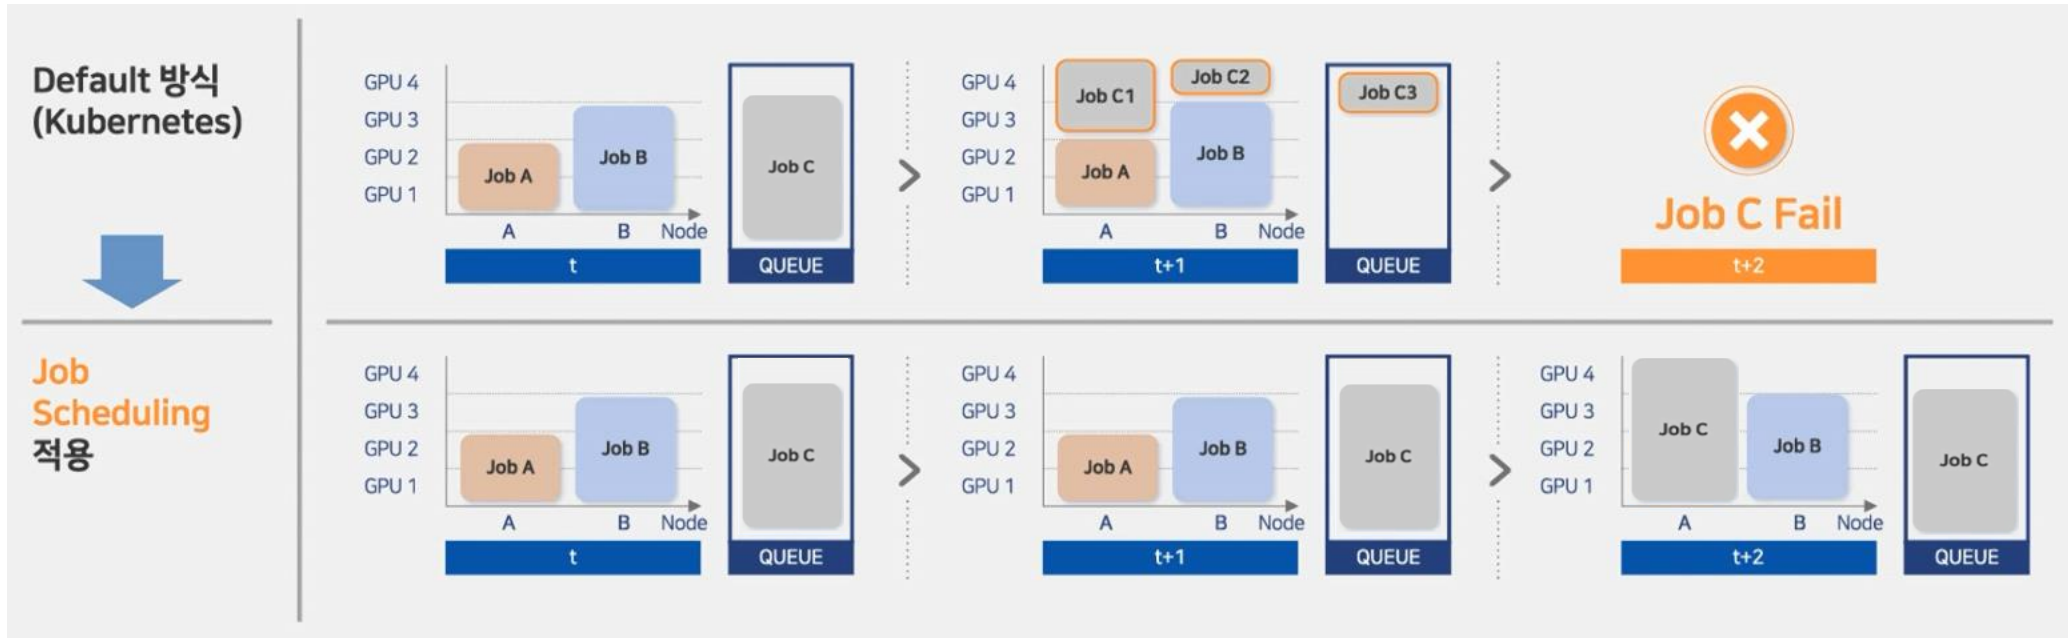 Default 방식
(Kubernetes)
GPU 4
GPU 3
GPU 2
GPU 1
Job A
Job B
A
B
Node
t
Job C
QUEUE
GPU 4
GPU 3
GPU 2
GPU 1
Job C1
Job C2
Job A
Job B
A
B
Node
t+1
Job C3
QUEUE
Job C Fail
t+2
Job
Scheduling
적용
GPU 4
GPU 3
GPU 2
GPU 1
Job A
Job B
A
B
Node
t
Job C
QUEUE
GPU 4
GPU 3
GPU 2
GPU 1
Job A
Job B
A
B
Node
t+1
Job C
QUEUE
GPU 4
GPU 3
GPU 2
GPU 1
Job C
Job B
A
B
Node
t+2
Job C
QUEUE